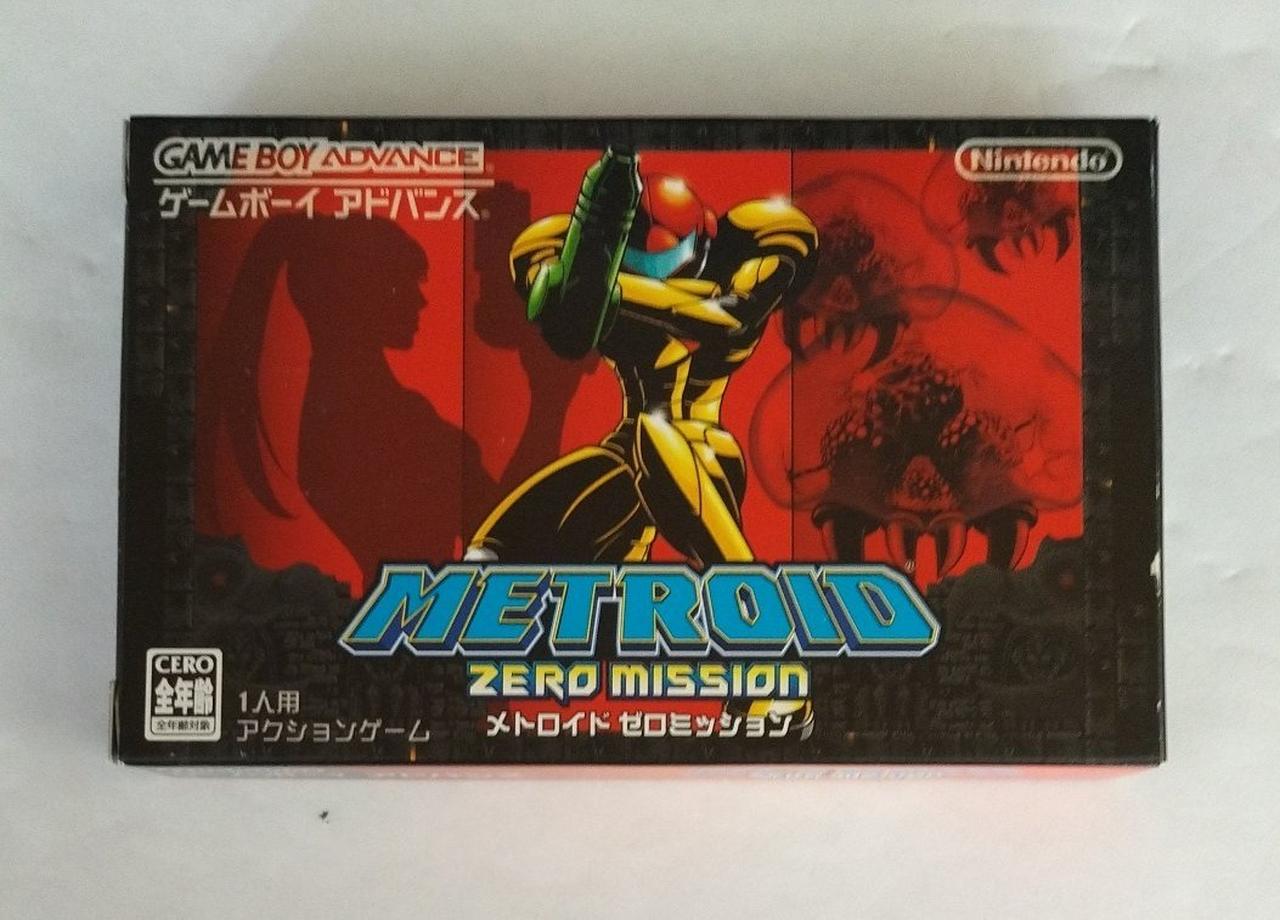 GAME BOY ADVANCE
ゲームボーイ アドバンス
Nintendo
METROID®
ZERO MISSION
メトロイド ゼロミッション
CERO
全年齢
全年齢対象
1人用
アクションゲーム